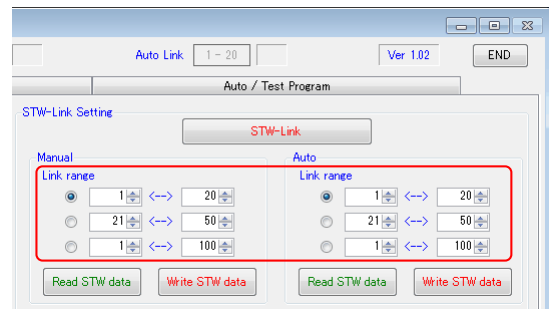 Auto Link 1 - 20 Ver 1.02 END
Auto / Test Program
STW-Link Setting
STW-Link
Manual Auto
Link range Link range
1 <--> 20 1 <--> 20
21 <--> 50 21 <--> 50
1 <--> 100 1 <--> 100
Read STW data Write STW data Read STW data Write STW data